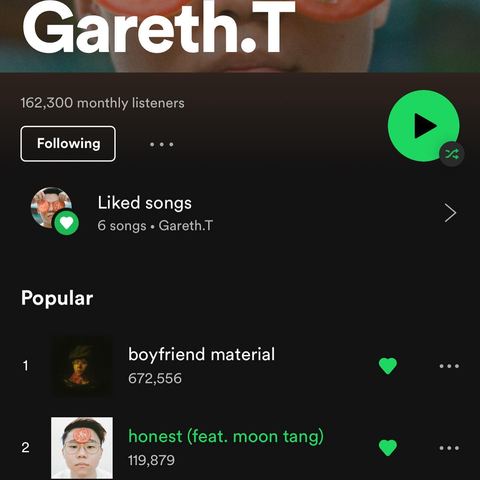 Gareth.T
162,300 monthly listeners
Following
Liked songs
6 songs • Gareth.T
Popular
1
boyfriend material
672,556
2
honest (feat. moon tang)
119,879